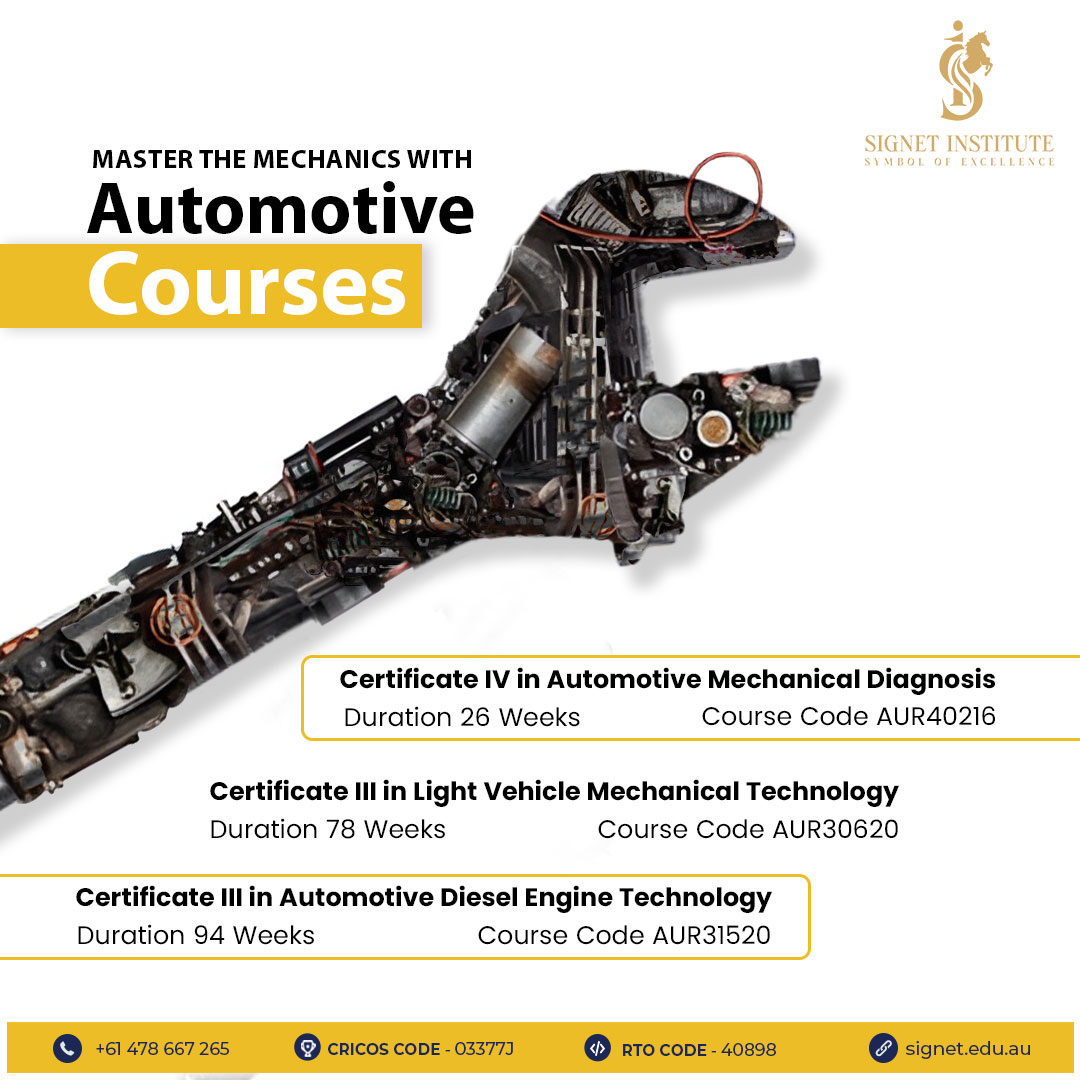 SIGNET INSTITUTE
SYMBOL OF EXCELLENCE
MASTER THE MECHANICS WITH
Automotive
Courses
Certificate IV in Automotive Mechanical Diagnosis
Duration 26 Weeks Course Code AUR40216
Certificate III in Light Vehicle Mechanical Technology
Duration 78 Weeks Course Code AUR30620
Certificate III in Automotive Diesel Engine Technology
Duration 94 Weeks Course Code AUR31520
+61 478 667 265 CRICOS CODE - 03377J RTO CODE - 40898 signet.edu.au